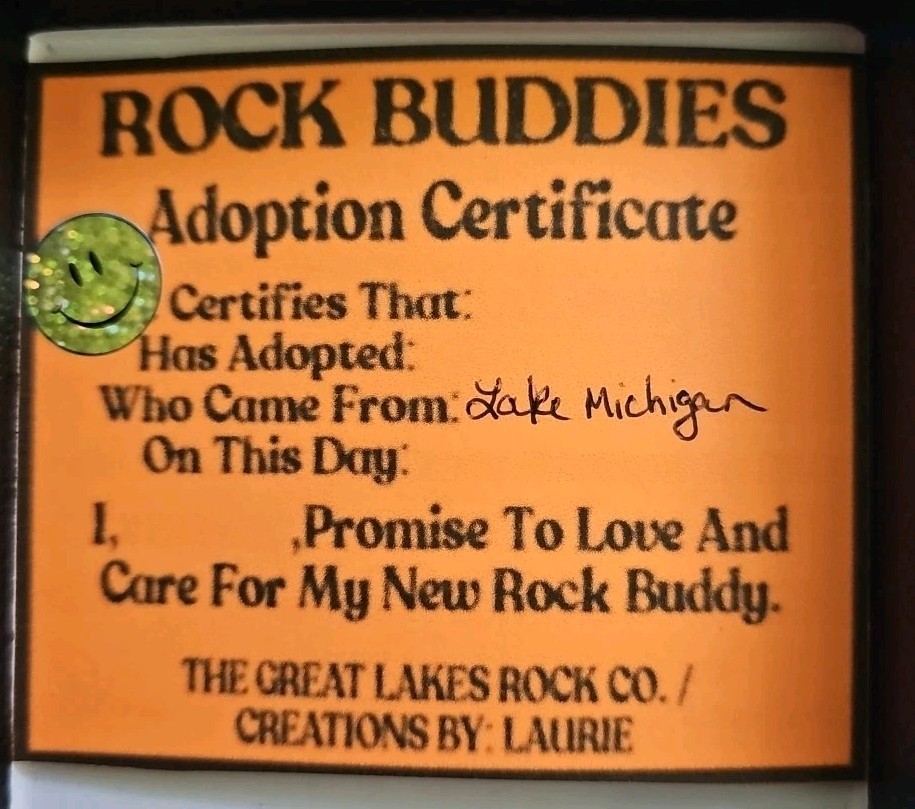 ROCK BUDDIES
Adoption Certificate
Certifies That:
Has Adopted:
Who Came From: Lake Michigan
On This Day:
I, ,Promise To Love And
Care For My New Rock Buddy.
THE GREAT LAKES ROCK CO. /
CREATIONS BY: LAURIE